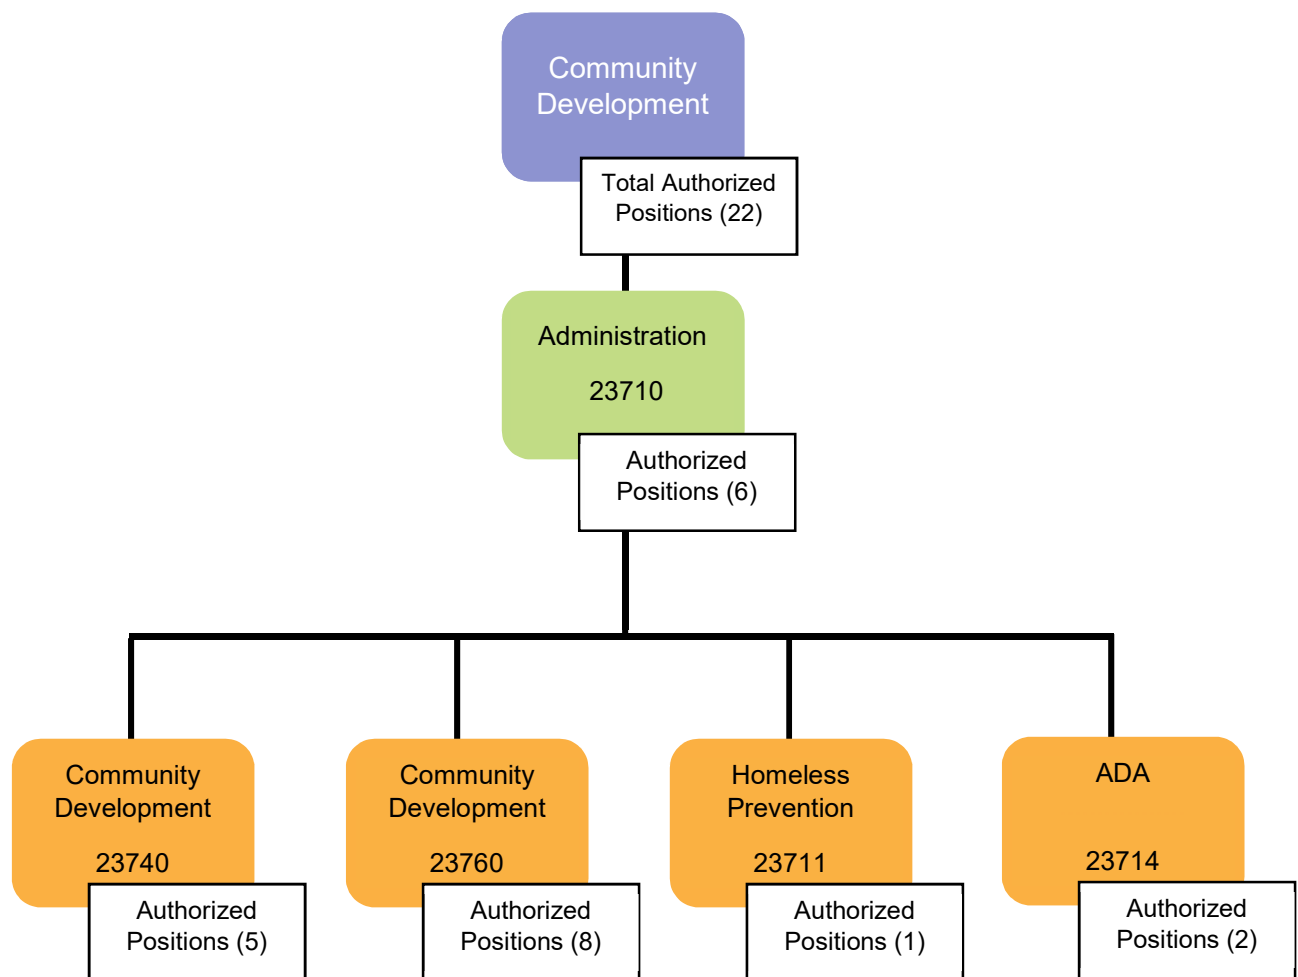 Community
Development
Total Authorized
Positions (22)
Administration
23710
Authorized
Positions (6)
Community
Development
23740
Authorized
Positions (5)
Community
Development
23760
Authorized
Positions (8)
Homeless
Prevention
23711
Authorized
Positions (1)
ADA
23714
Authorized
Positions (2)